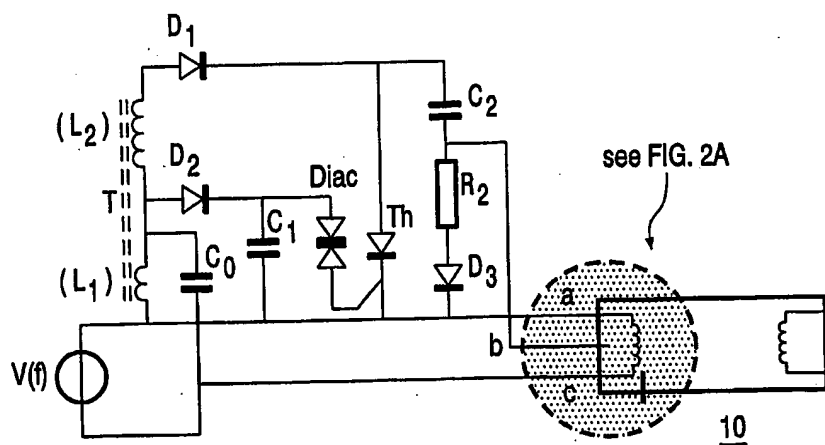 D1
(L2)
C2
see FIG. 2A
D2
Diac
T
R2
Th
C1
(L1)
C0
D3
a
b
V(f)
c
10